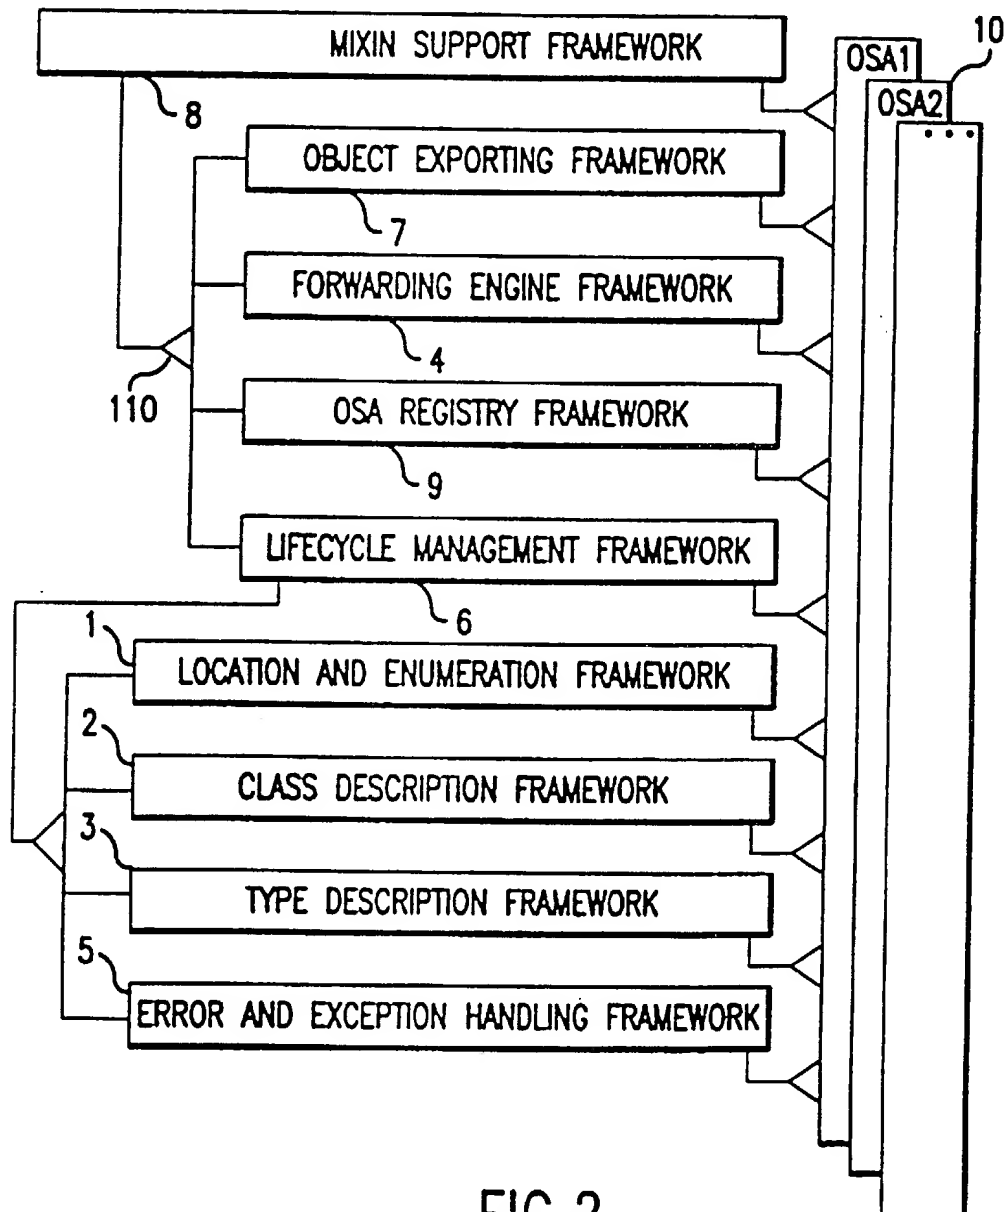 10
MIXIN SUPPORT FRAMEWORK
OSA1
8
OSA2
OBJECT EXPORTING FRAMEWORK
7
FORWARDING ENGINE FRAMEWORK
4
110
OSA REGISTRY FRAMEWORK
9
LIFECYCLE MANAGEMENT FRAMEWORK
6
1
LOCATION AND ENUMERATION FRAMEWORK
2
CLASS DESCRIPTION FRAMEWORK
3
TYPE DESCRIPTION FRAMEWORK
5
ERROR AND EXCEPTION HANDLING FRAMEWORK
FIG. 2